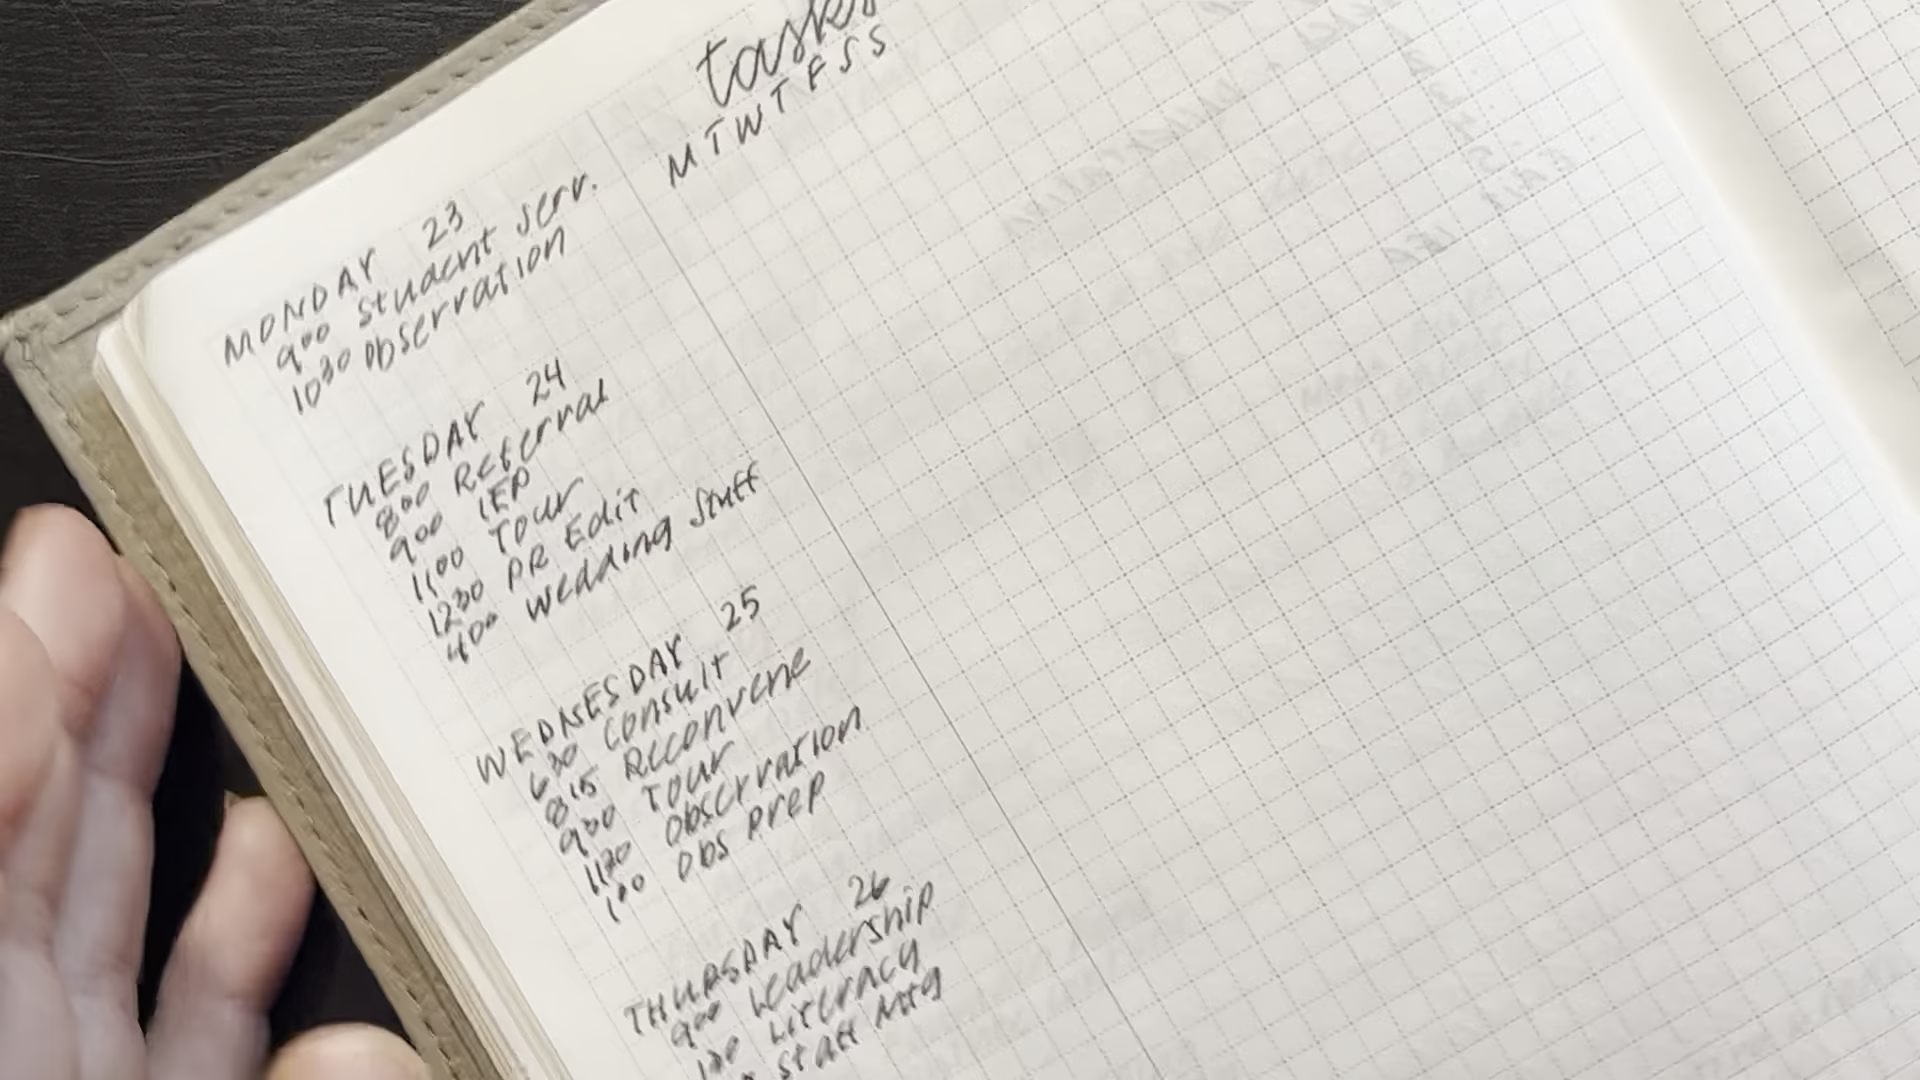 tasks
M T W T F S S
MONDAY 23
900 student serv.
1030 observation
TUESDAY 24
800 Referral
900 IEP
1100 TOUR
1230 PR Edit
400 wedding stuff
WEDNESDAY 25
630 consult
815 Reconvene
900 TOUR
1120 observation
100 obs prep
THURSDAY 26
900 Leadership
130 Literacy
staff mtg